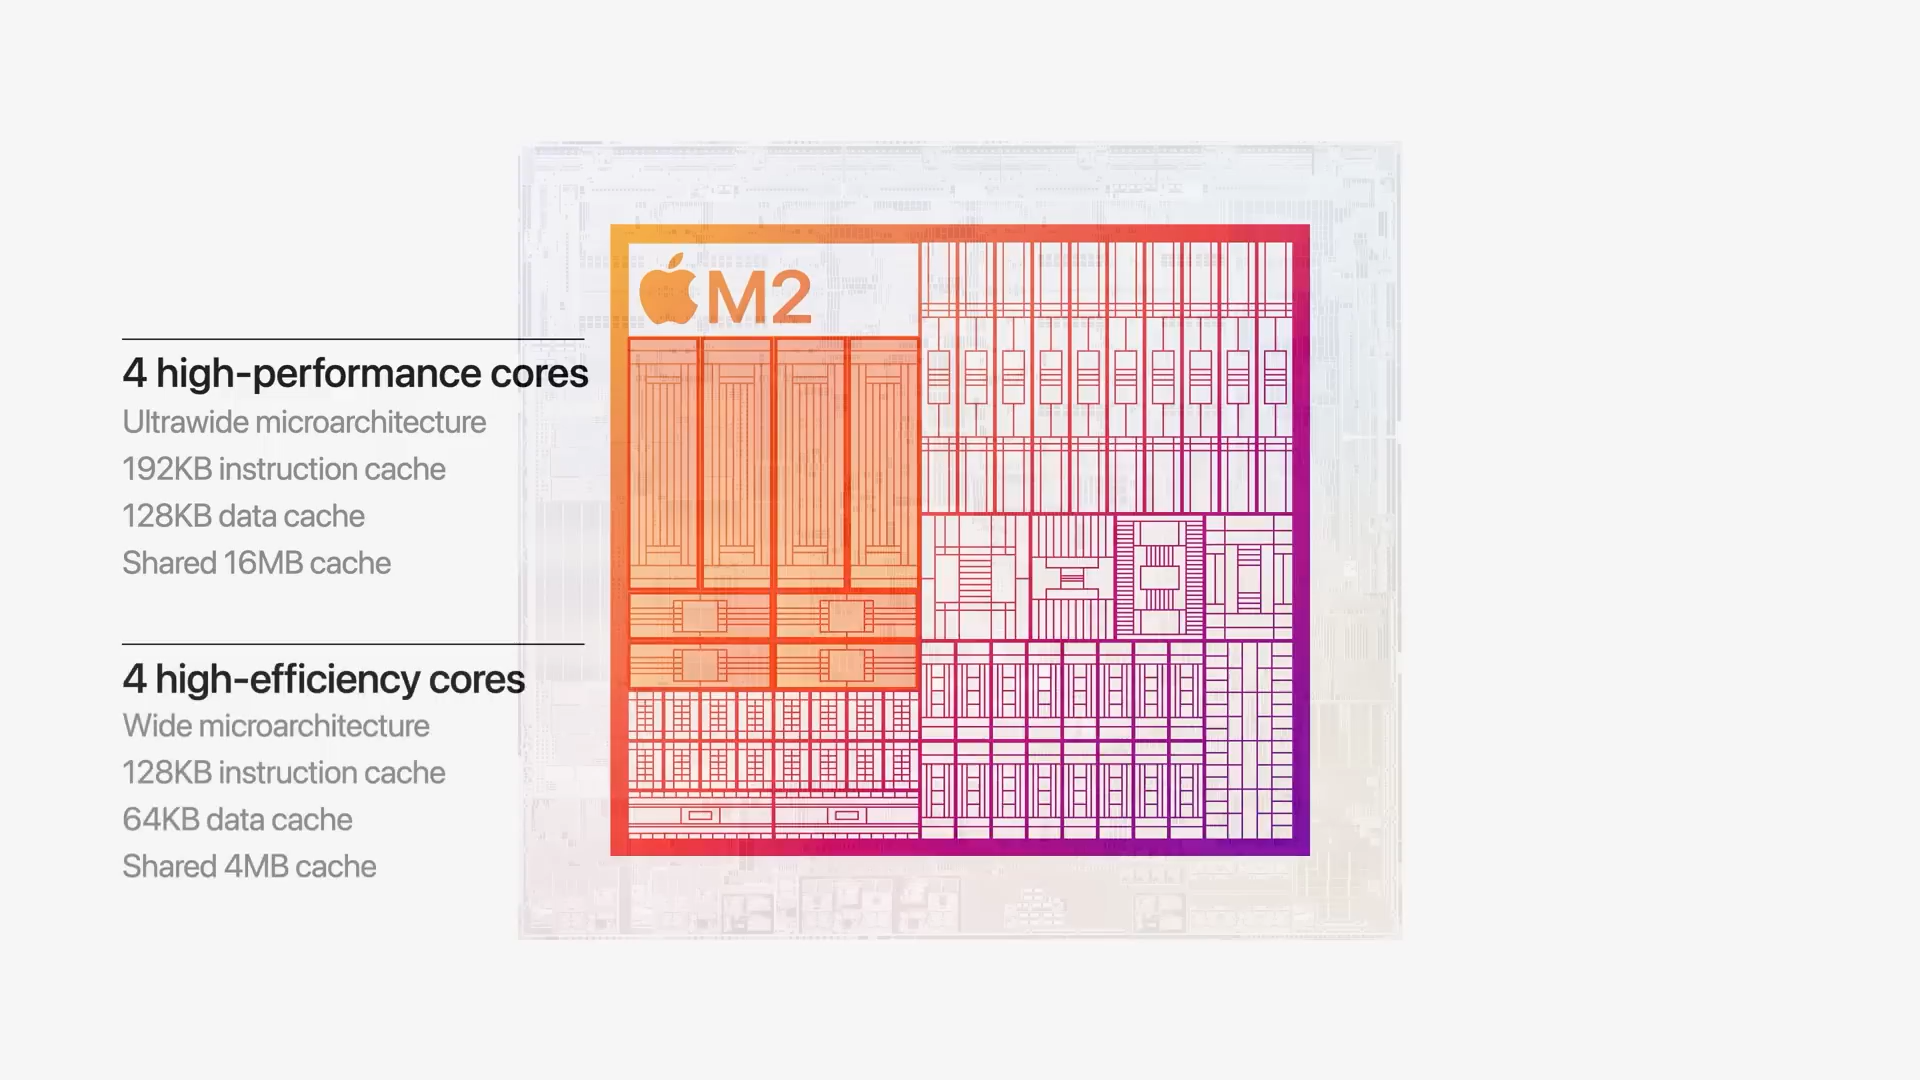 M2
4 high-performance cores
Ultrawide microarchitecture
192KB instruction cache
128KB data cache
Shared 16MB cache
4 high-efficiency cores
Wide microarchitecture
128KB instruction cache
64KB data cache
Shared 4MB cache